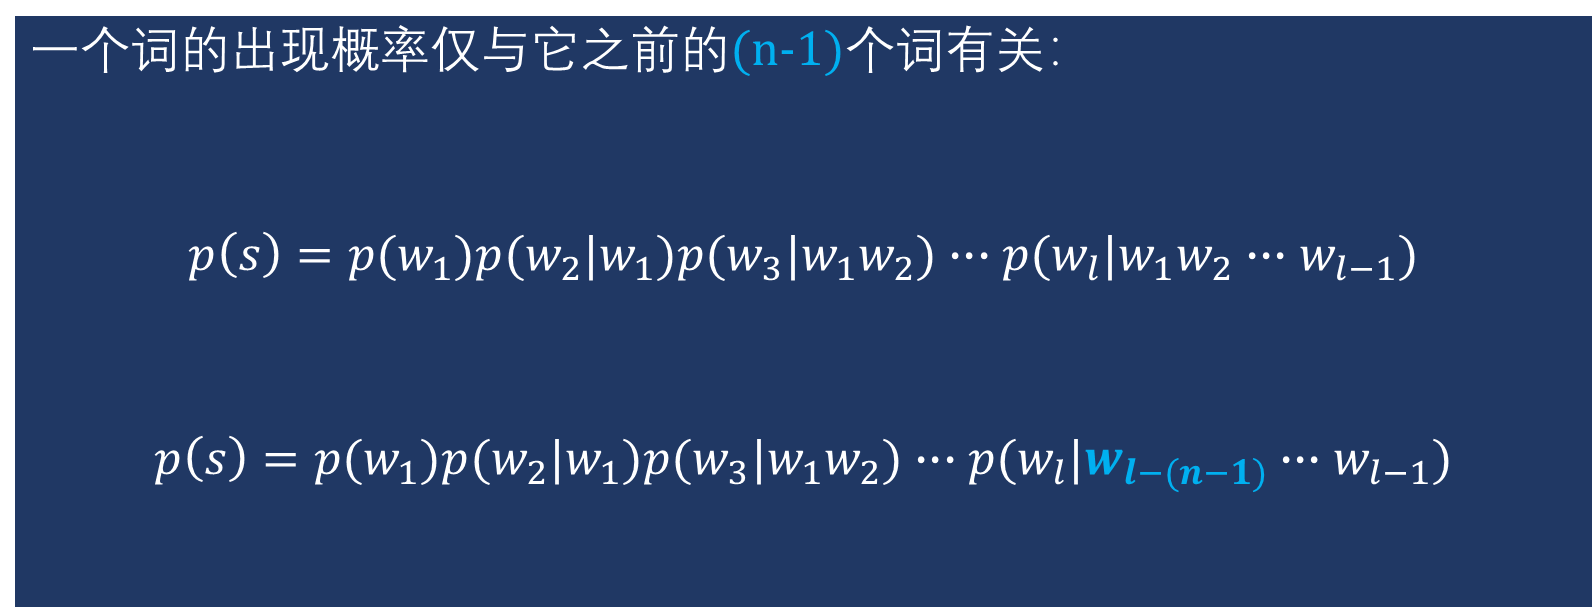 一个词的出现概率仅与它之前的(n-1)个词有关：
p(s) = p(w₁)p(w₂|w₁)p(w₃|w₁w₂) ⋯ p(wₗ|w₁w₂ ⋯ wₗ₋₁)
p(s) = p(w₁)p(w₂|w₁)p(w₃|w₁w₂) ⋯ p(wₗ|wₗ₋₍ₙ₋₁₎ ⋯ wₗ₋₁)